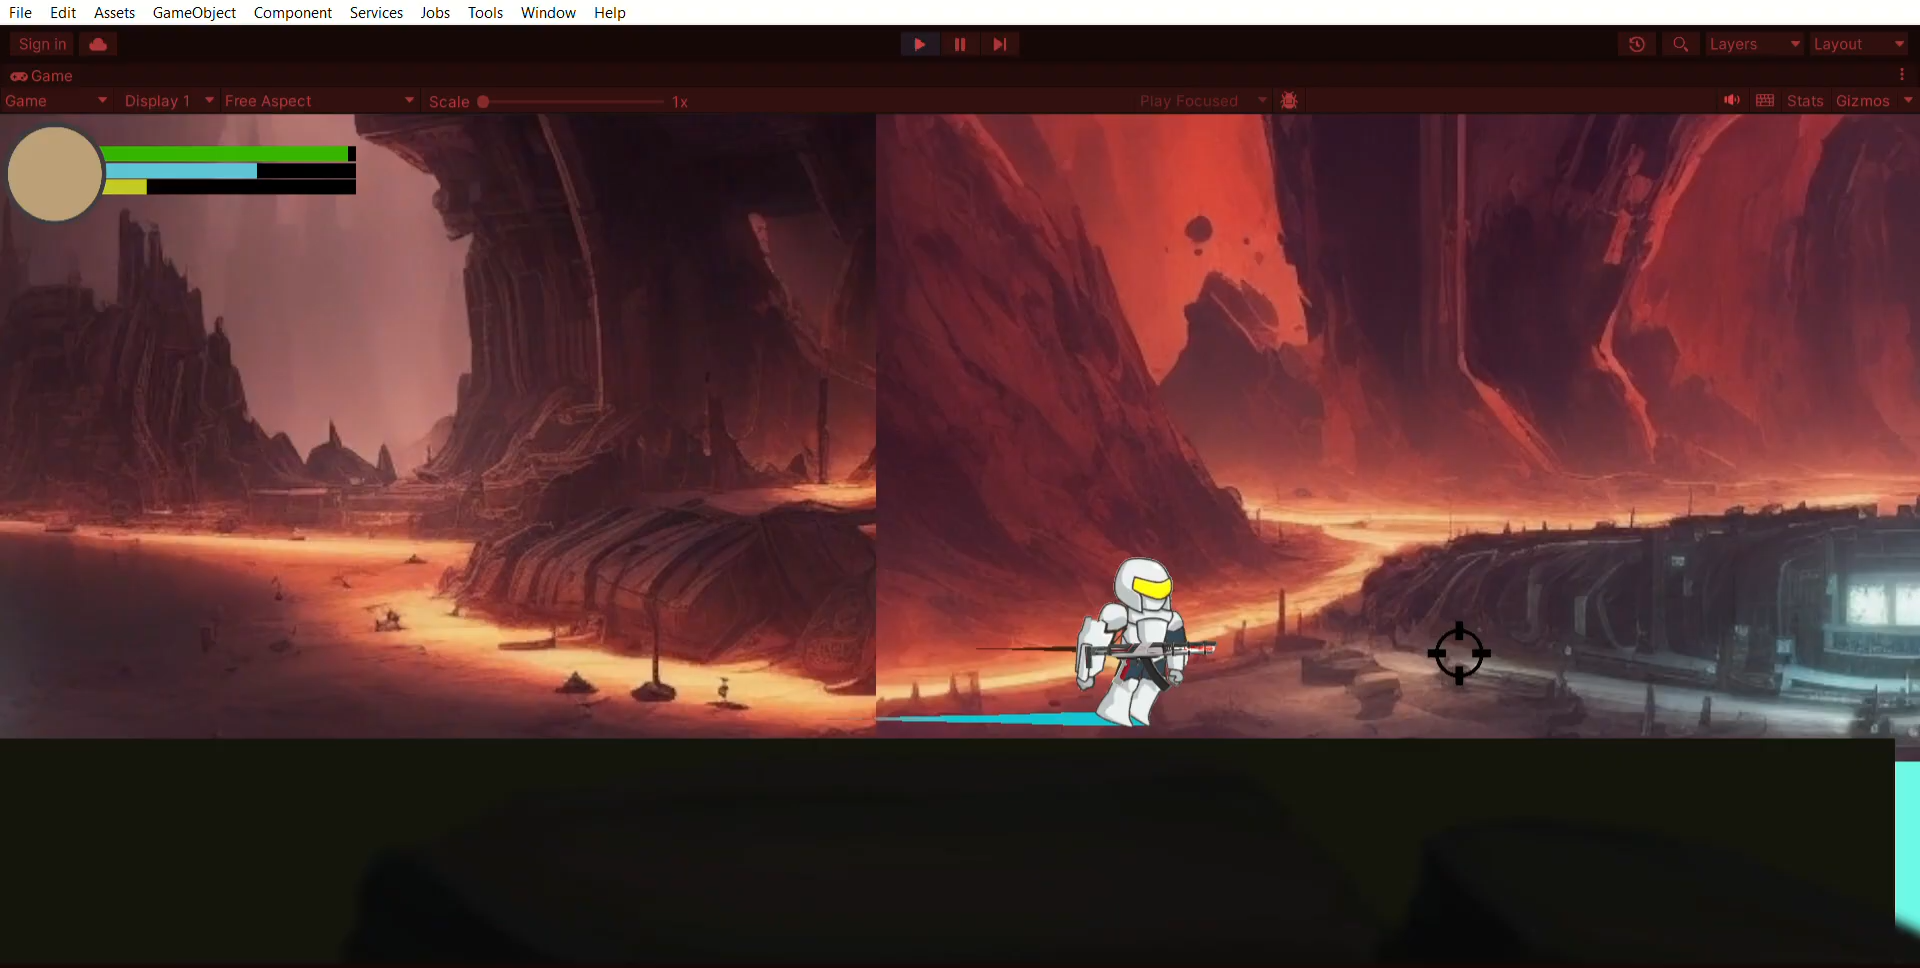 File Edit Assets GameObject Component Services Jobs Tools Window Help
Sign in Layers Layout
Game
Game Display 1 Free Aspect Scale 1x Play Focused Stats Gizmos